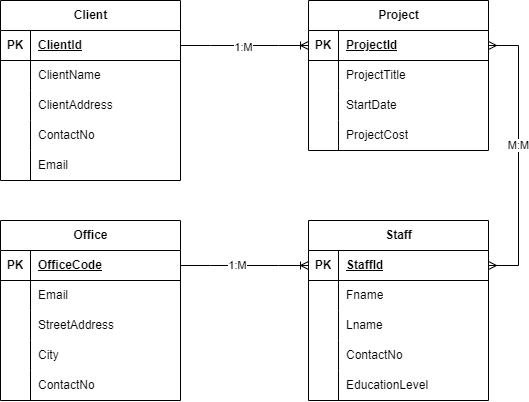 Client
PK ClientId
ClientName
ClientAddress
ContactNo
Email
1:M
Project
PK ProjectId
ProjectTitle
StartDate
ProjectCost
M:M
Office
PK OfficeCode
Email
StreetAddress
City
ContactNo
1:M
Staff
PK StaffId
Fname
Lname
ContactNo
EducationLevel